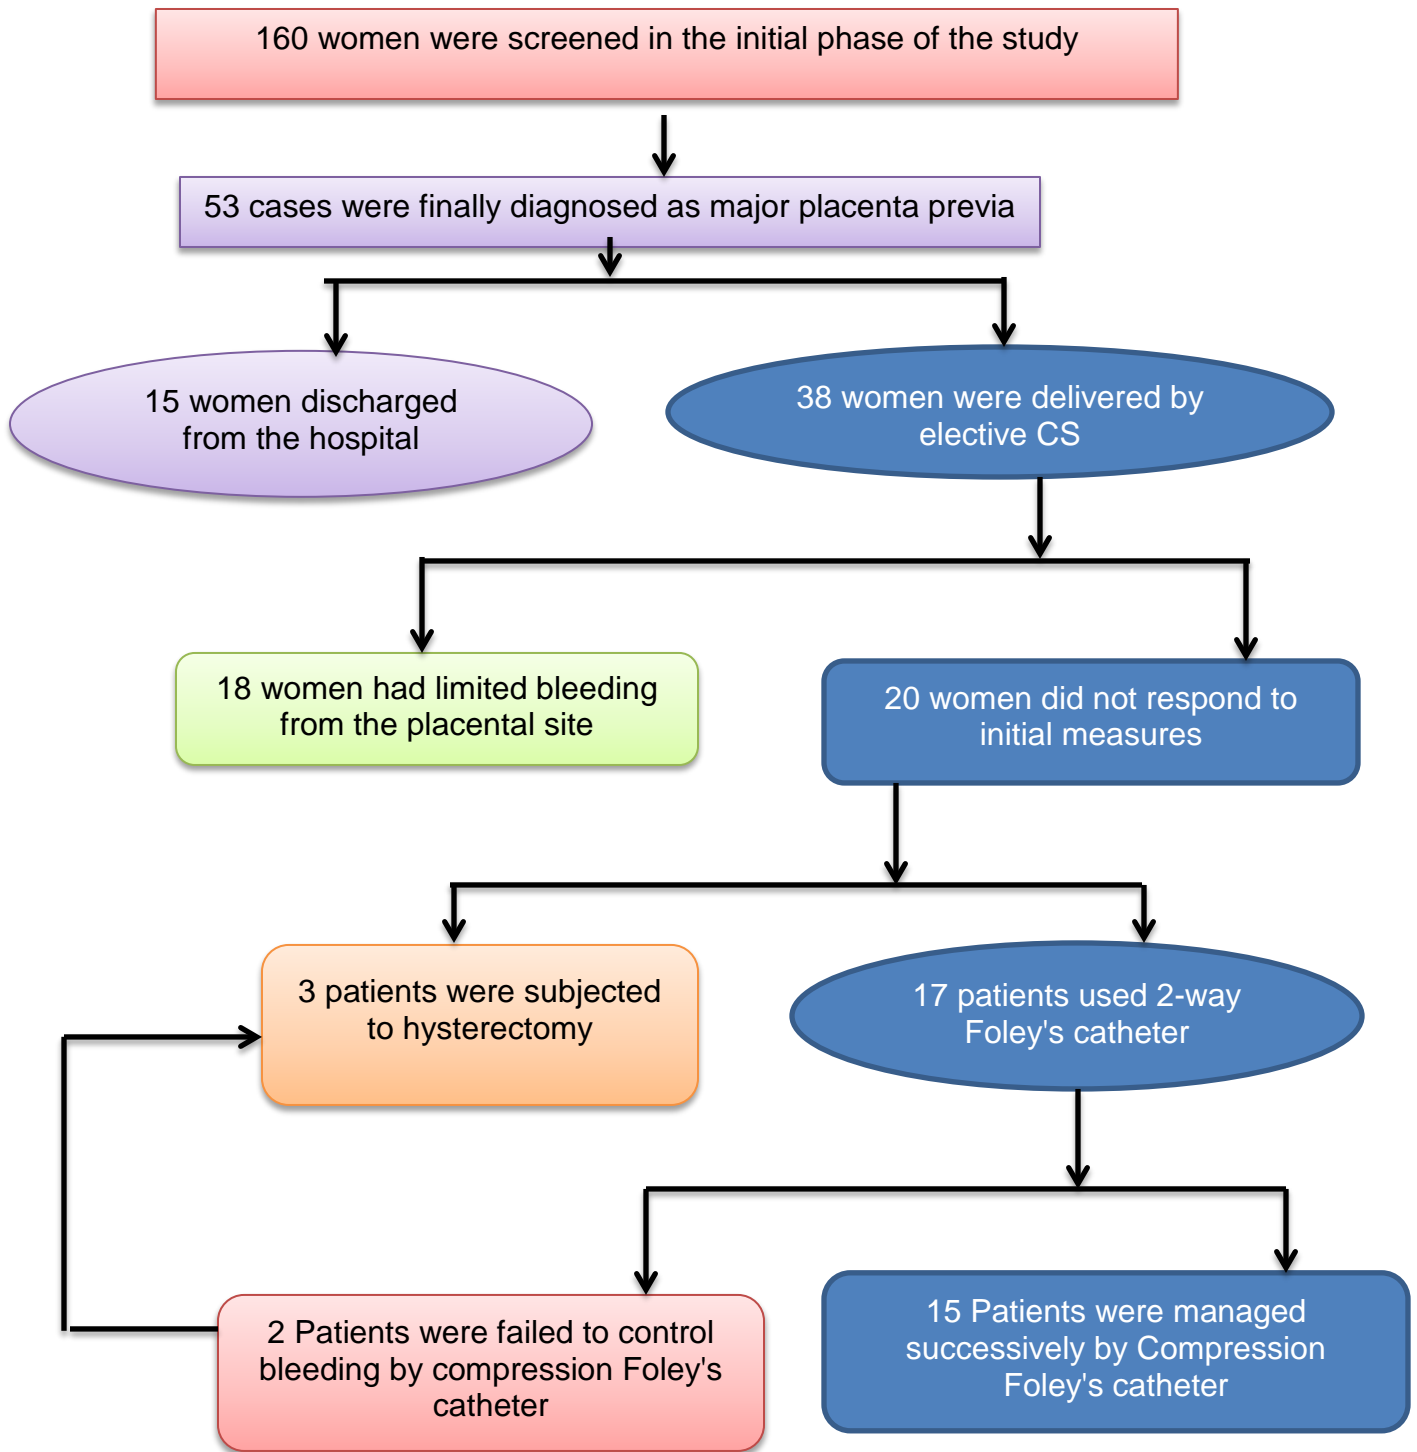 160 women were screened in the initial phase of the study
53 cases were finally diagnosed as major placenta previa
15 women discharged
from the hospital
38 women were delivered by
elective CS
18 women had limited bleeding
from the placental site
20 women did not respond to
initial measures
3 patients were subjected
to hysterectomy
17 patients used 2-way
Foley's catheter
2 Patients were failed to control
bleeding by compression Foley's
catheter
15 Patients were managed
successively by Compression
Foley's catheter